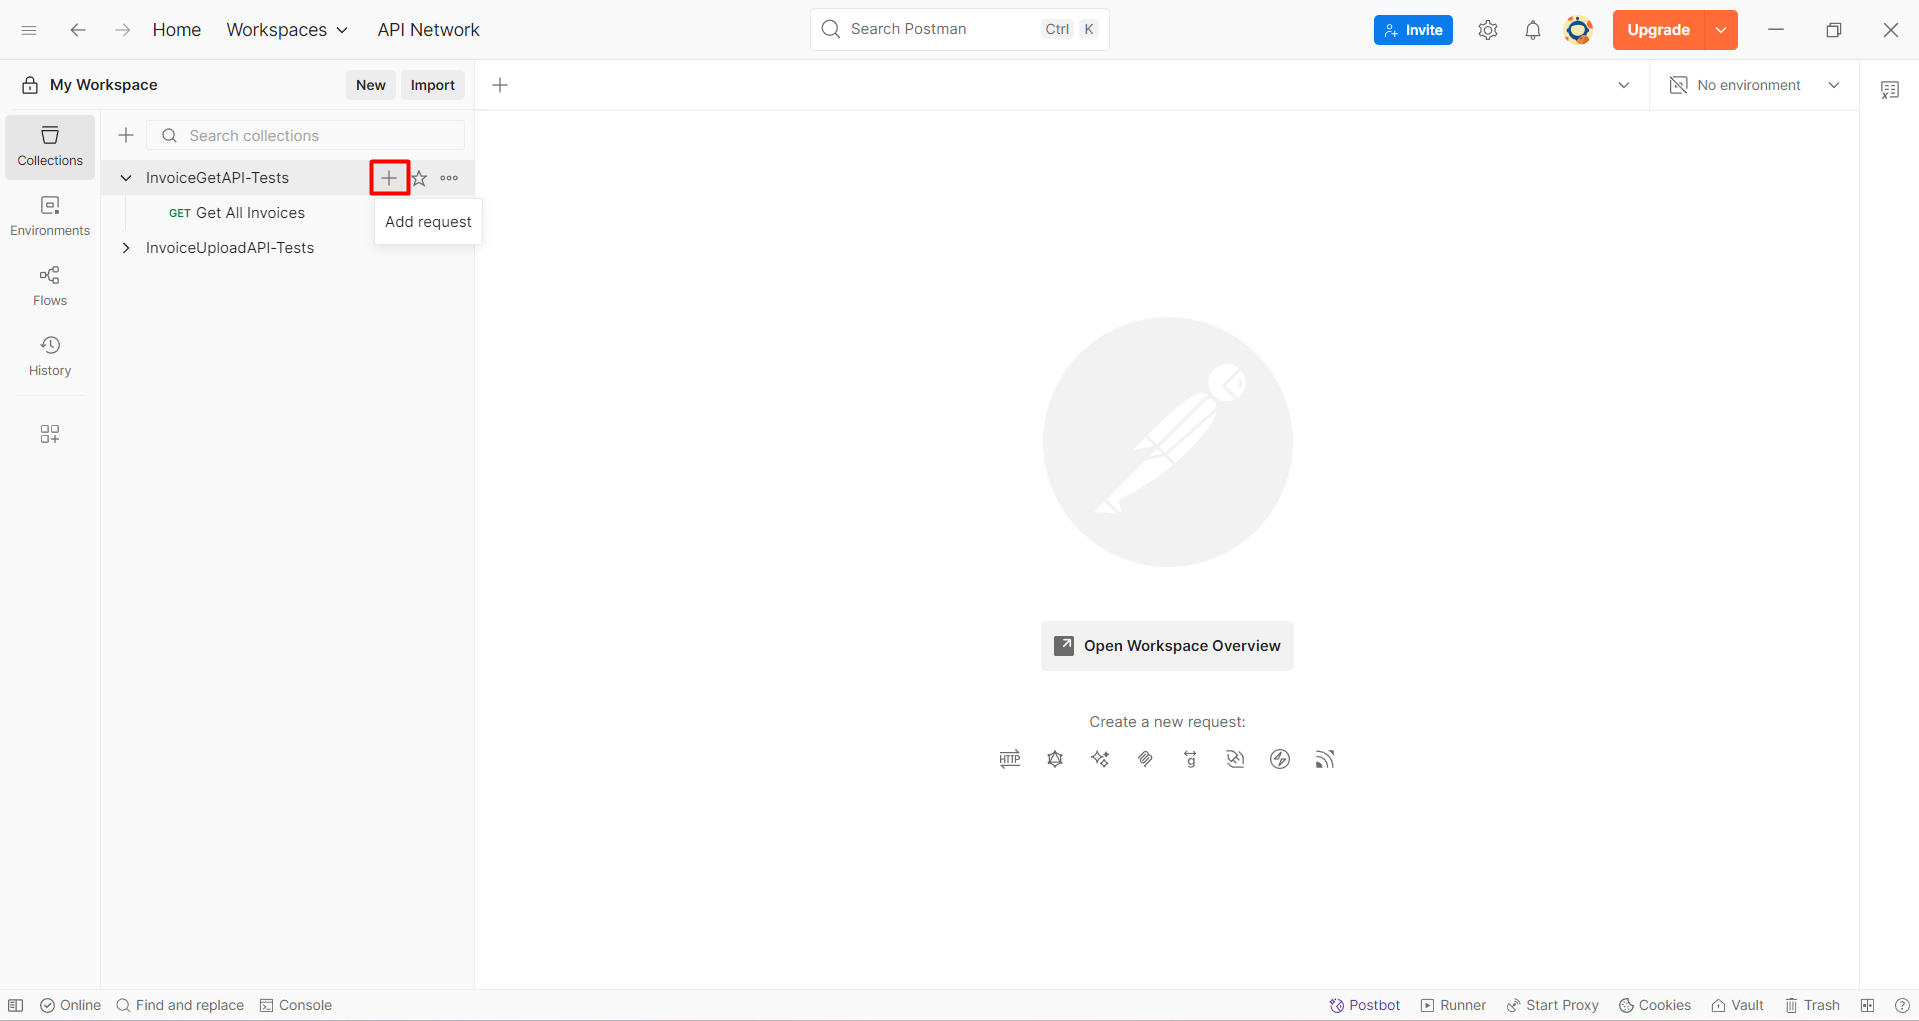 Home Workspaces API Network
Search Postman Ctrl K
Invite
Upgrade
My Workspace New Import
No environment
Search collections
Collections
InvoiceGetAPI-Tests
GET Get All Invoices
Add request
InvoiceUploadAPI-Tests
Environments
Flows
History
Open Workspace Overview
Create a new request:
HTTP
g
Online Find and replace Console
Postbot Runner Start Proxy Cookies Vault Trash